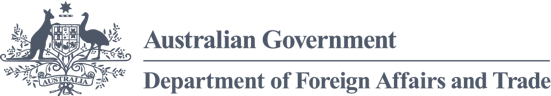 Australian Government
Department of Foreign Affairs and Trade
AUSTRALIA